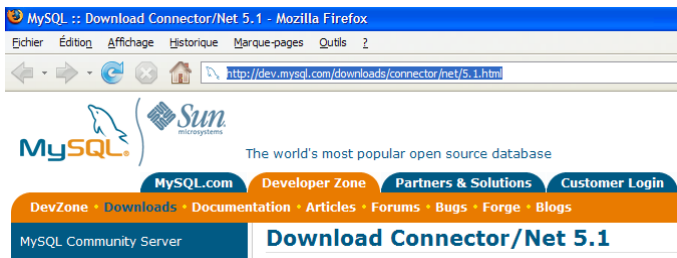 MySQL :: Download Connector/Net 5.1 - Mozilla Firefox
Fichier Édition Affichage Historique Marque-pages Outils ?
http://dev.mysql.com/downloads/connector/net/5.1.html
Sun
microsystems
MySQL.
The world's most popular open source database
MySQL.com Developer Zone Partners & Solutions Customer Login
DevZone • Downloads • Documentation • Articles • Forums • Bugs • Forge • Blogs
MySQL Community Server
Download Connector/Net 5.1